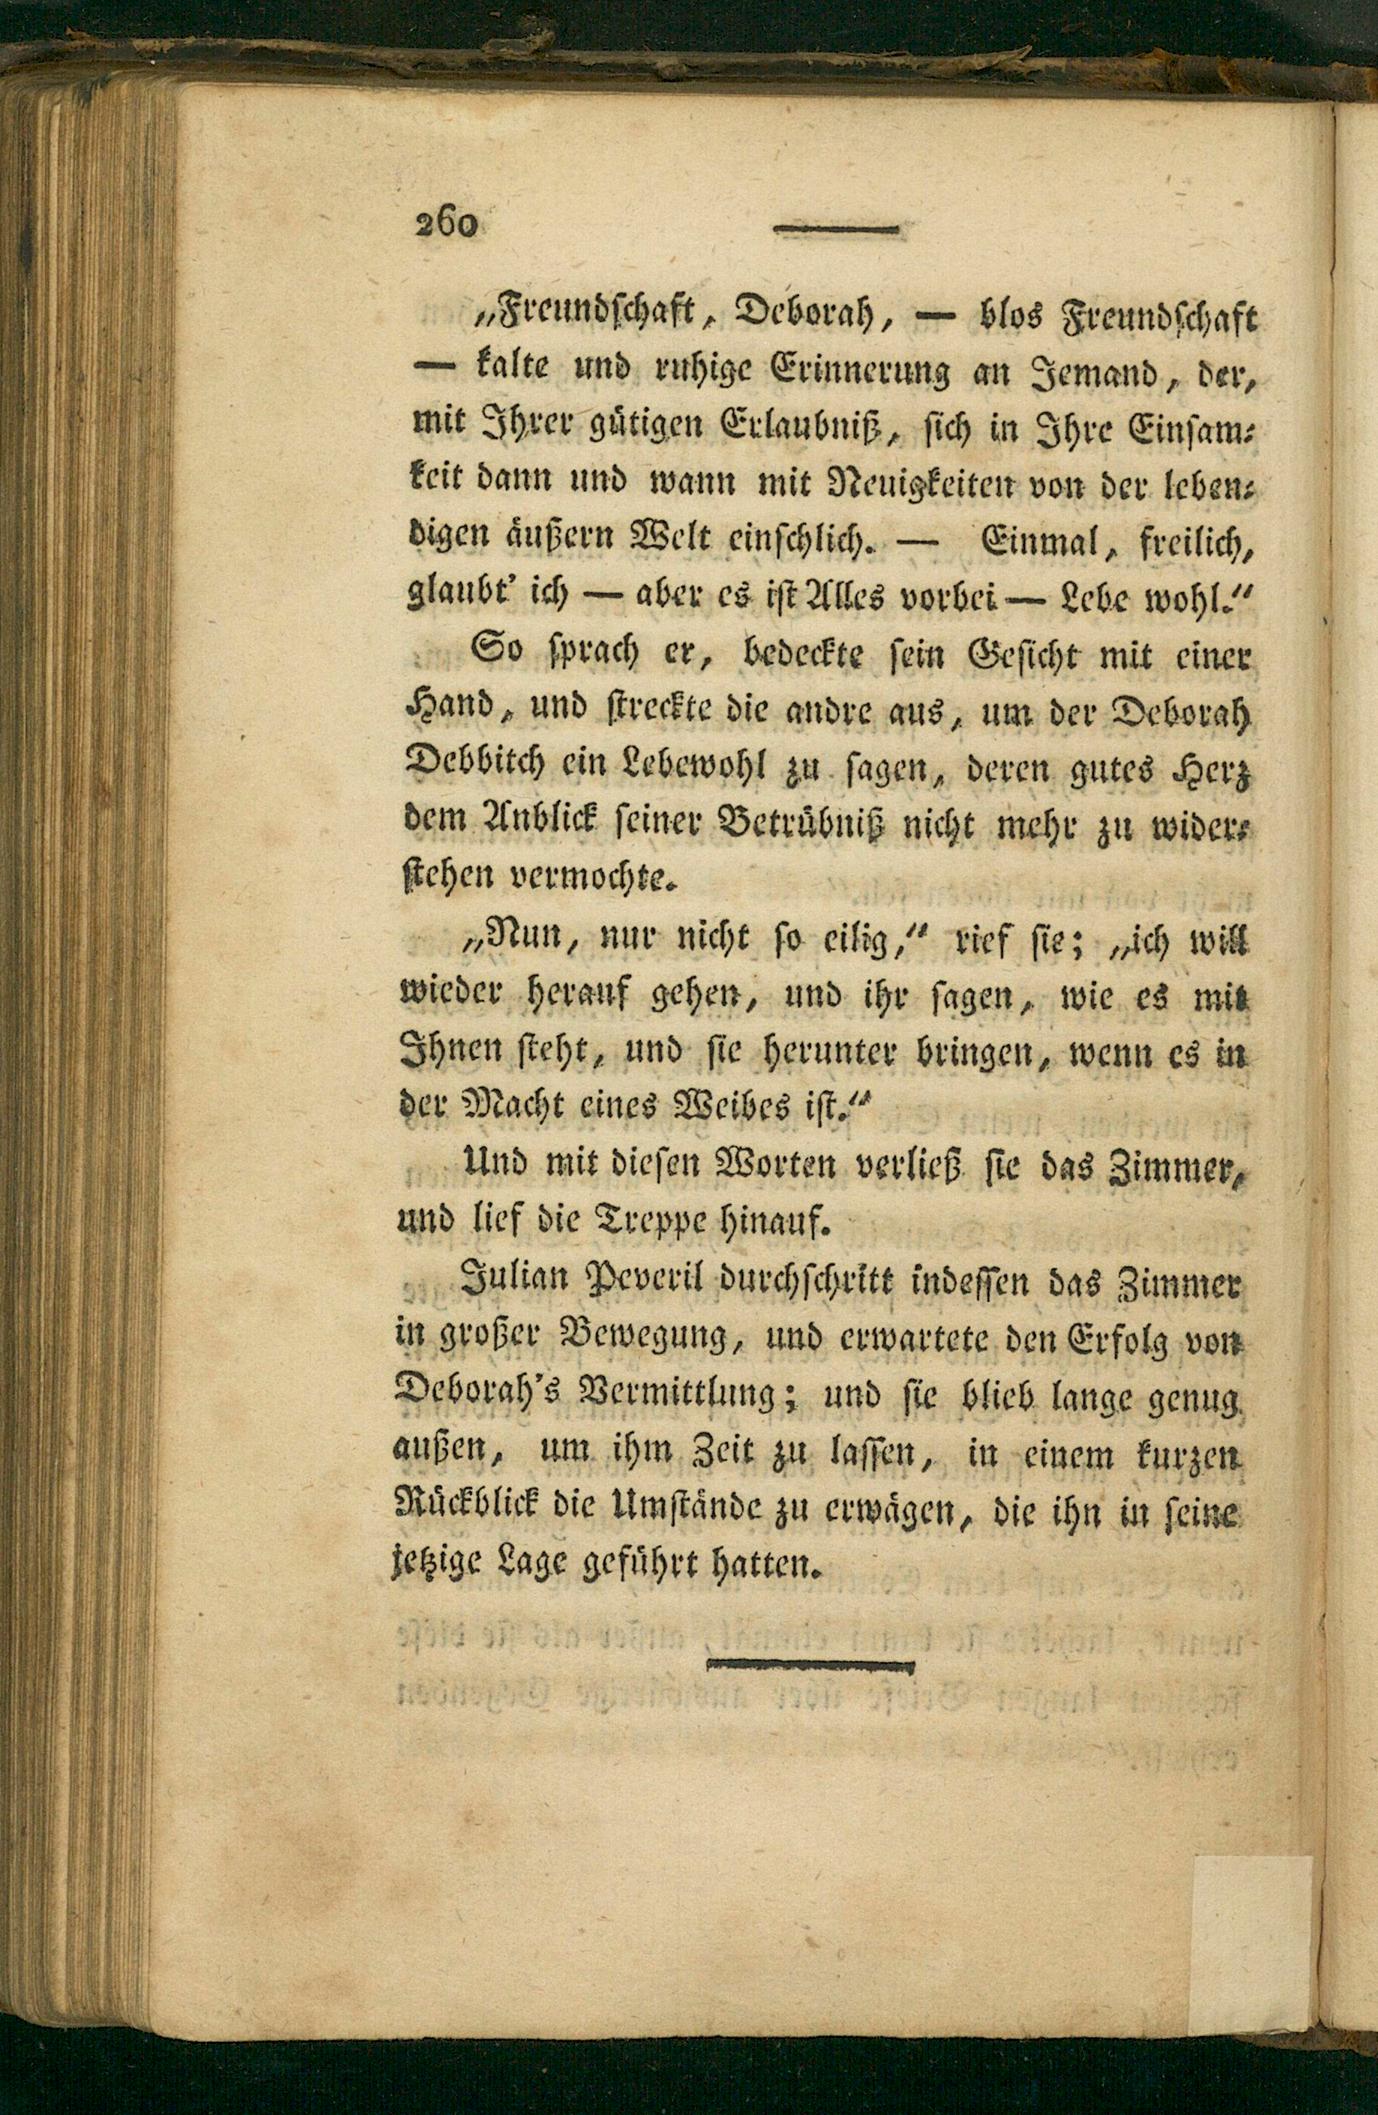 260
„Freundschaft, Deborah, — blos Freundschaft
— kalte und ruhige Erinnerung an Jemand, der,
mit Ihrer gütigen Erlaubniß, sich in Ihre Einsam-
keit dann und wann mit Neuigkeiten von der leben-
digen äußern Welt einschlich. — Einmal, freilich,
glaubt' ich — aber es ist Alles vorbei — Lebe wohl.“
So sprach er, bedeckte sein Gesicht mit einer
Hand, und streckte die andre aus, um der Deborah
Debbitch ein Lebewohl zu sagen, deren gutes Herz
dem Anblick seiner Betrübniß nicht mehr zu wider-
stehen vermochte.
„Nun, nur nicht so eilig,“ rief sie; „ich will
wieder herauf gehen, und ihr sagen, wie es mit
Ihnen steht, und sie herunter bringen, wenn es in
der Macht eines Weibes ist.“
Und mit diesen Worten verließ sie das Zimmer,
und lief die Treppe hinauf.
Julian Peveril durchschritt indessen das Zimmer
in großer Bewegung, und erwartete den Erfolg von
Deborah's Vermittlung; und sie blieb lange genug
außen, um ihm Zeit zu lassen, in einem kurzen
Rückblick die Umstände zu erwägen, die ihn in seine
jetzige Lage geführt hatten.